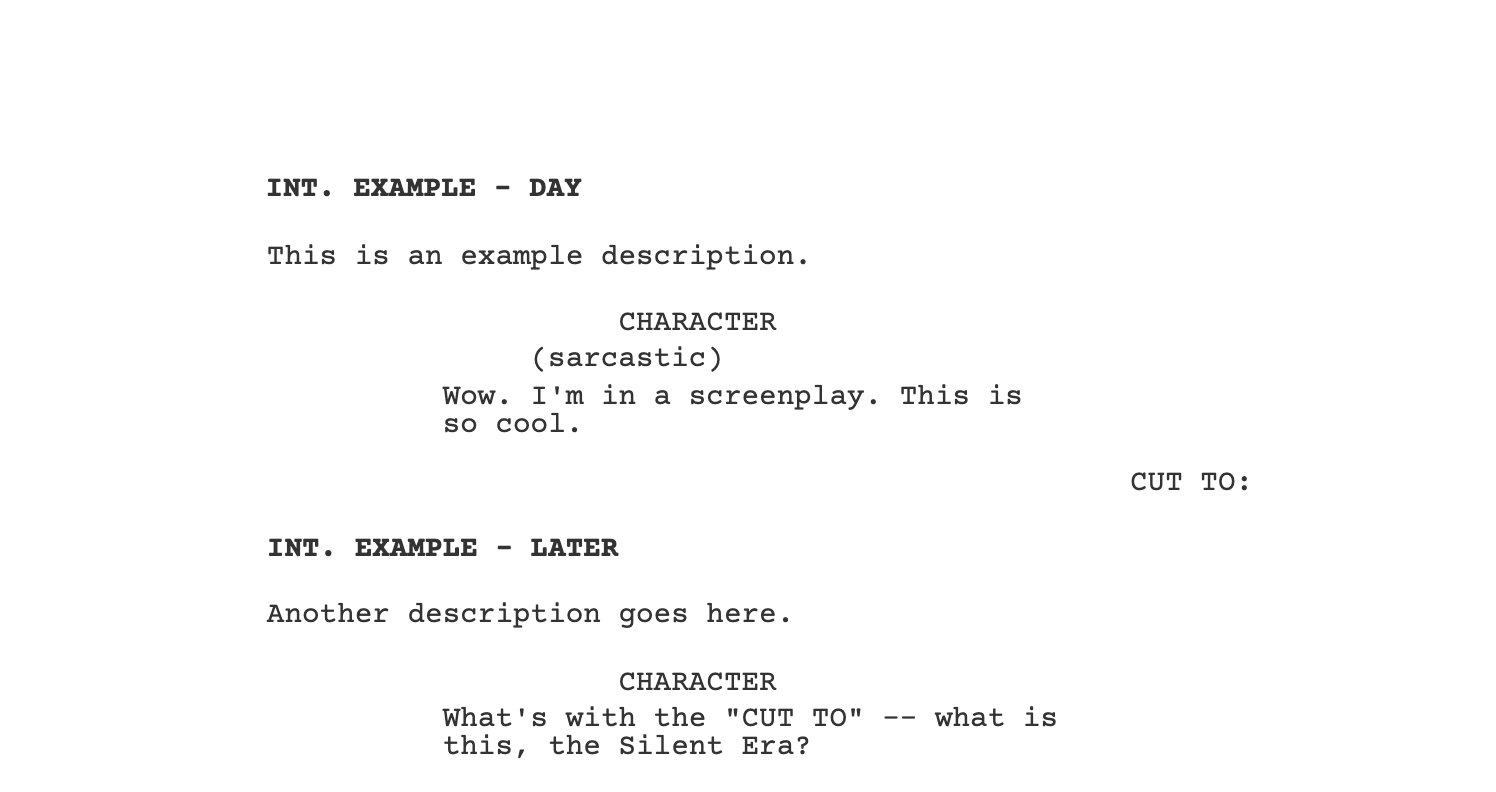 INT. EXAMPLE - DAY
This is an example description.
CHARACTER
(sarcastic)
Wow. I'm in a screenplay. This is
so cool.
CUT TO:
INT. EXAMPLE - LATER
Another description goes here.
CHARACTER
What's with the "CUT TO" -- what is
this, the Silent Era?